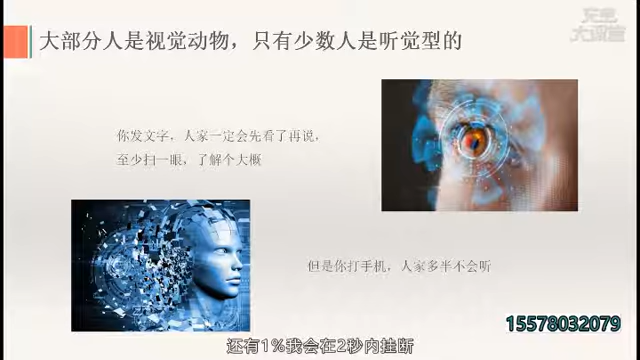 大部分人是视觉动物，只有少数人是听觉型的
大课堂
你发文字，人家一定会先看了再说，
至少扫一眼，了解个大概
但是你打手机，人家多半不会听
15578032079
还有1%我会在2秒内挂断